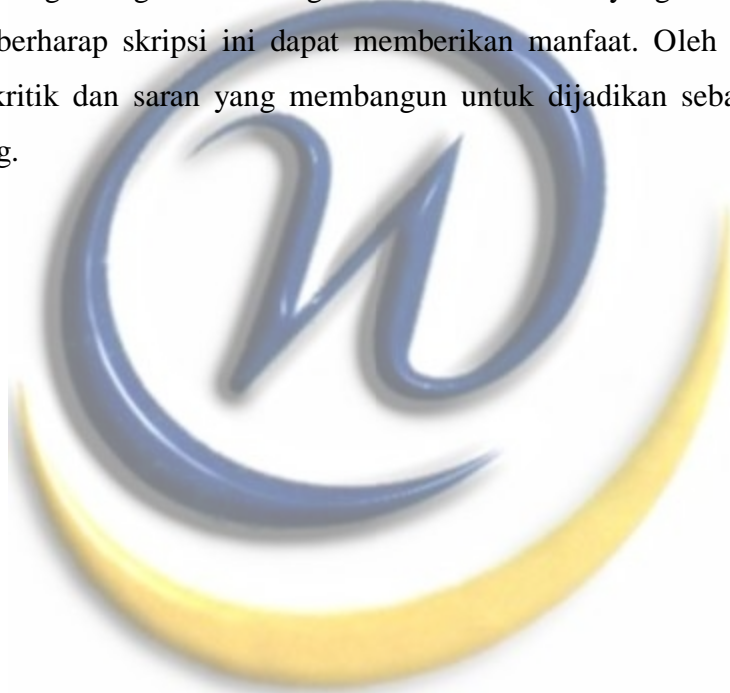 berharap skripsi ini dapat memberikan manfaat. Oleh
kritik dan saran yang membangun untuk dijadikan seba
g.